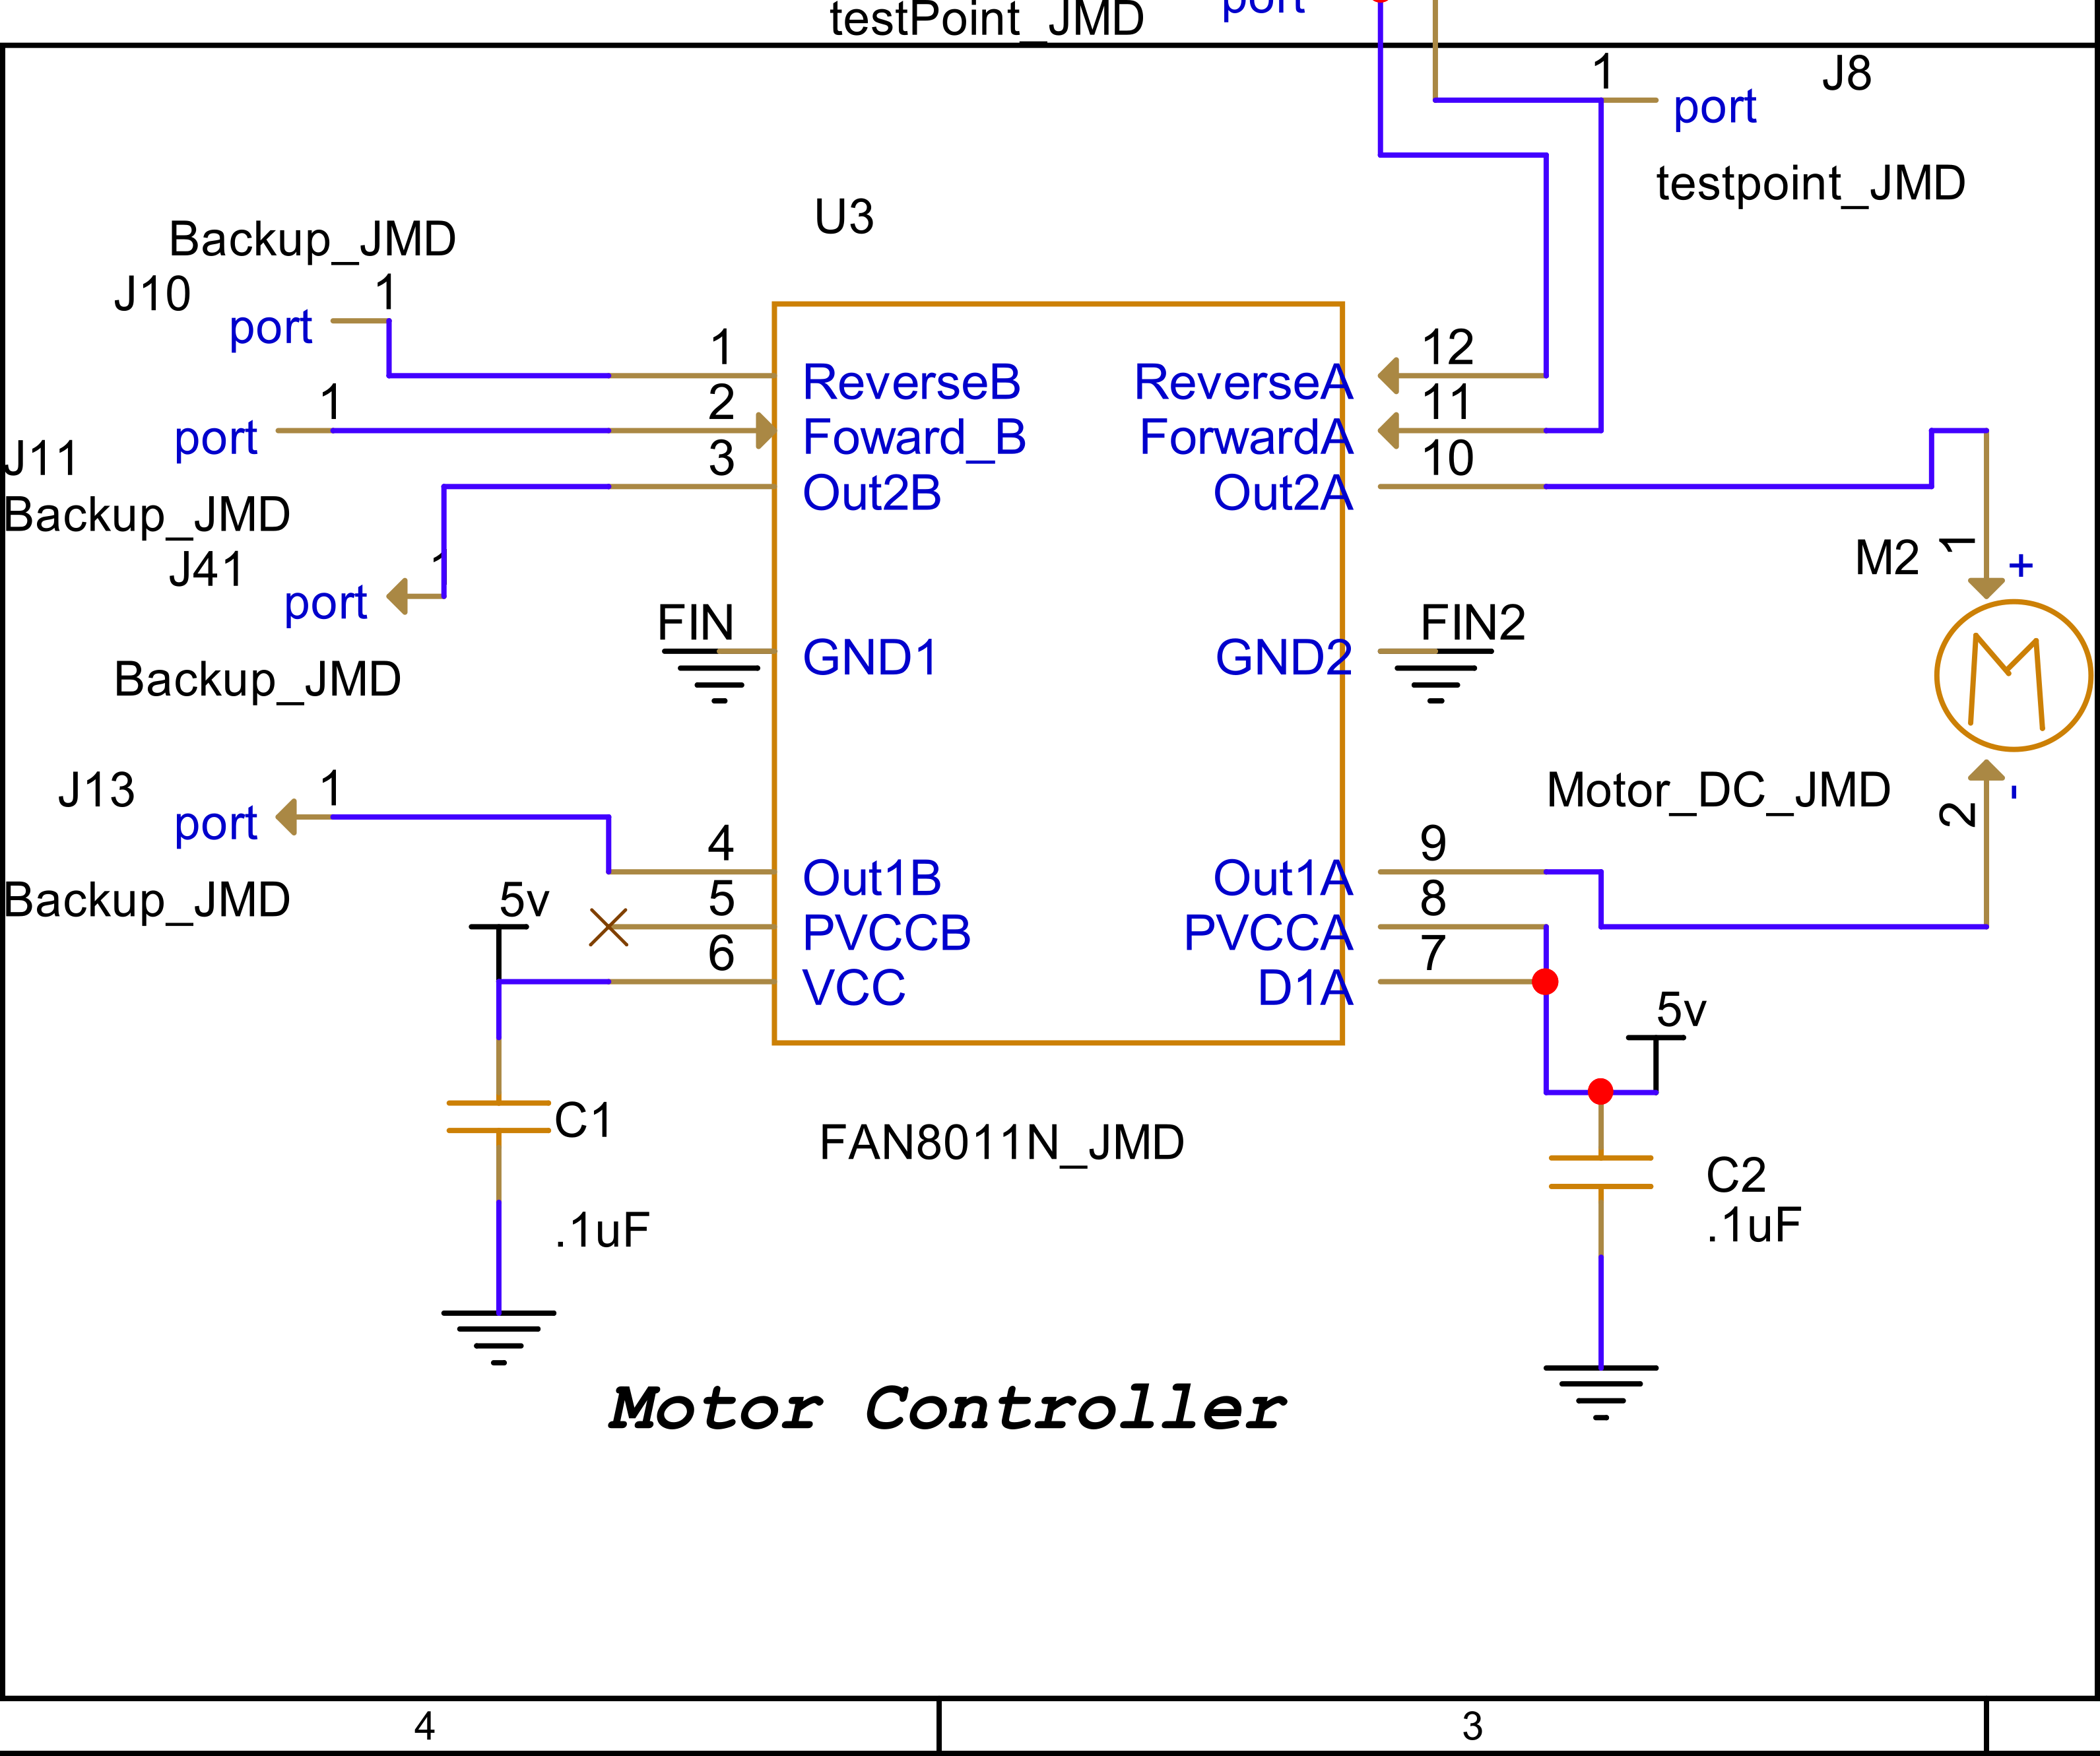 testPoint_JMD
port
1
J8
port
testpoint_JMD
U3
Backup_JMD
J10
1
port
1
port
J11
Backup_JMD
J41
1
port
Backup_JMD
J13
1
port
Backup_JMD
1
ReverseB
2
Foward_B
3
Out2B
FIN
GND1
4
Out1B
5
PVCCB
6
VCC
ReverseA
12
ForwardA
11
Out2A
10
GND2
FIN2
Out1A
9
PVCCA
8
D1A
7
M2
1
+
M
Motor_DC_JMD
2
-
5v
C1
.1uF
FAN8011N_JMD
5v
C2
.1uF
Motor Controller
4
3